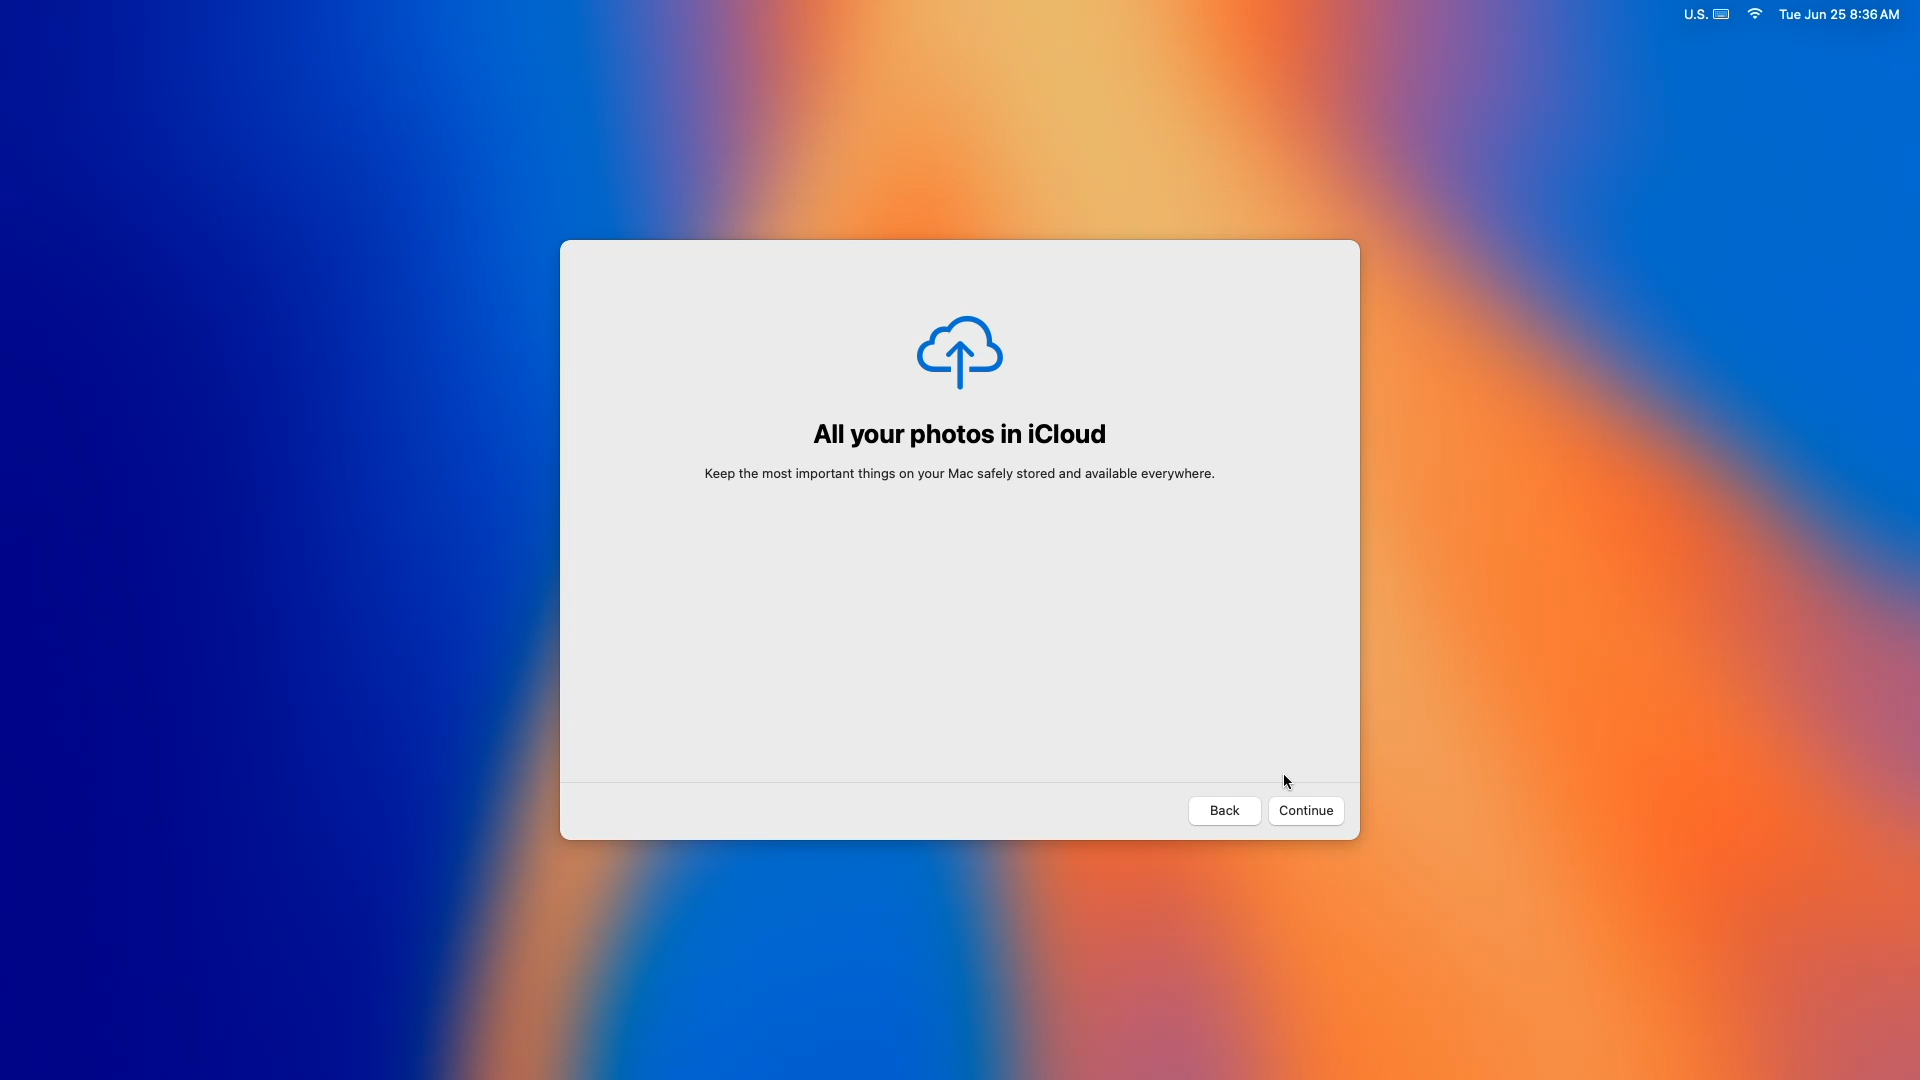 U.S. Tue Jun 25 8:36 AM
All your photos in iCloud
Keep the most important things on your Mac safely stored and available everywhere.
Back Continue